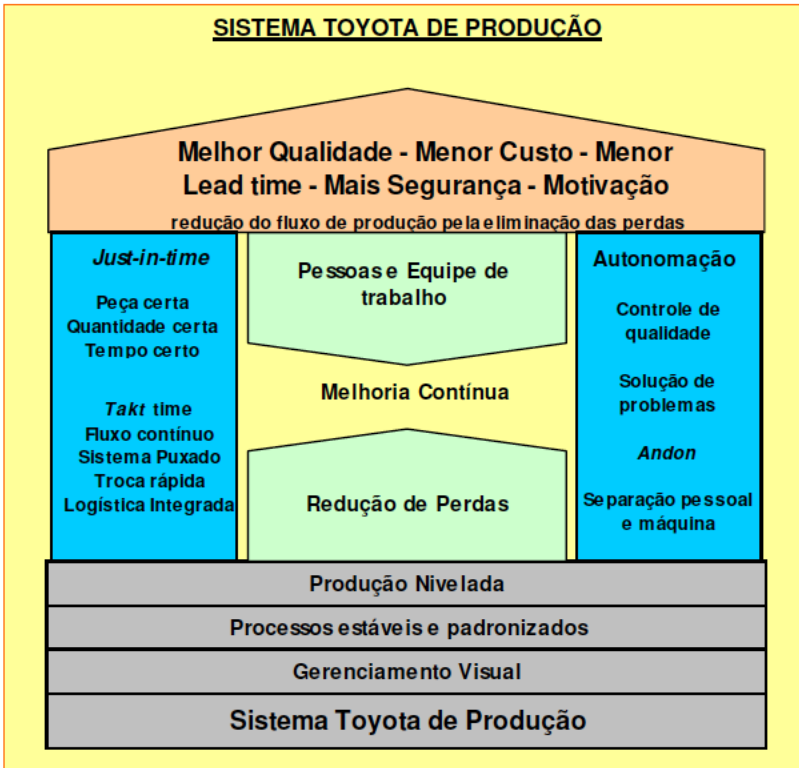 SISTEMA TOYOTA DE PRODUÇÃO
Melhor Qualidade - Menor Custo - Menor
Lead time - Mais Segurança - Motivação
redução do fluxo de produção pela eliminação das perdas
Just-in-time
Peça certa
Quantidade certa
Tempo certo
Takt time
Fluxo contínuo
Sistema Puxado
Troca rápida
Logística Integrada
Pessoas e Equipe de
trabalho
Melhoria Contínua
Redução de Perdas
Autonomação
Controle de
qualidade
Solução de
problemas
Andon
Separação pessoal
e máquina
Produção Nivelada
Processos estáveis e padronizados
Gerenciamento Visual
Sistema Toyota de Produção